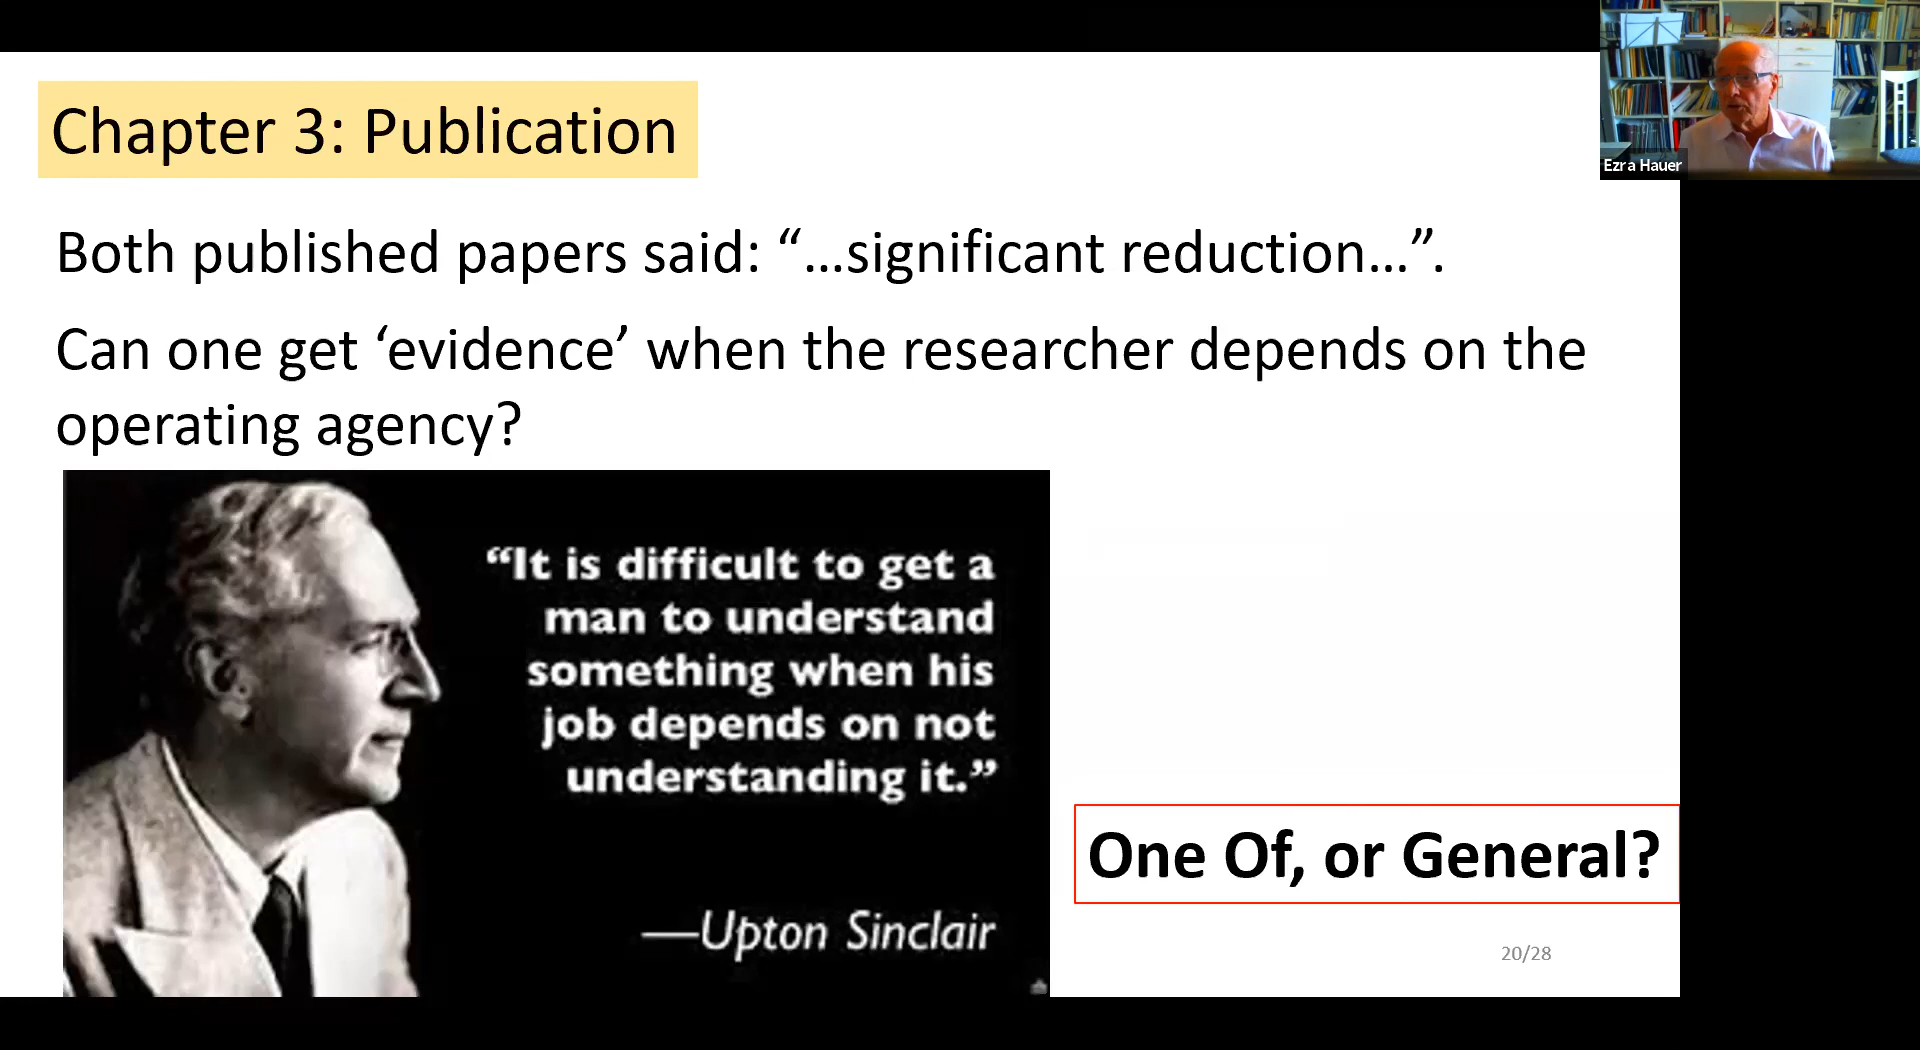 Chapter 3: Publication
Ezra Hauer
Both published papers said: “…significant reduction…”.
Can one get ‘evidence’ when the researcher depends on the
operating agency?
“It is difficult to get a
man to understand
something when his
job depends on not
understanding it.”
—Upton Sinclair
One Of, or General?
20/28